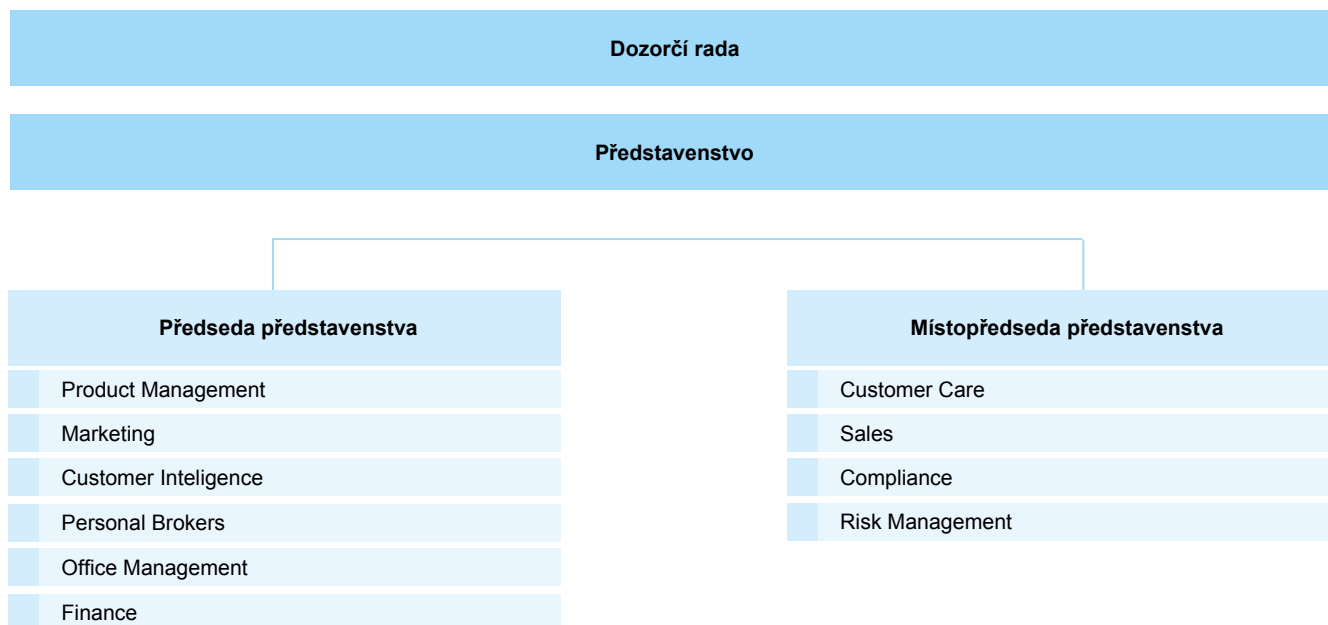 Dozorčí rada
Představenstvo
Předseda představenstva
Product Management
Marketing
Customer Inteligence
Personal Brokers
Office Management
Finance
Místopředseda představenstva
Customer Care
Sales
Compliance
Risk Management